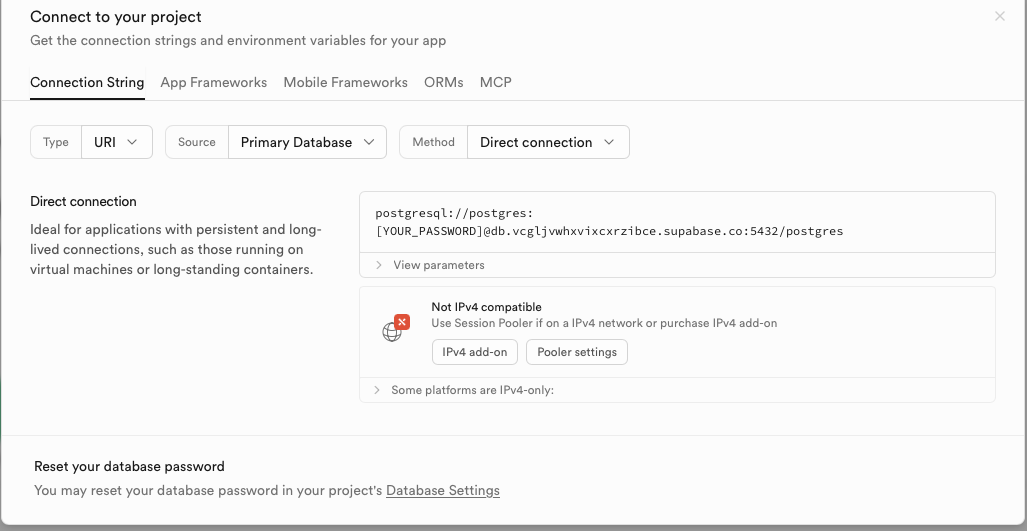 Connect to your project
Get the connection strings and environment variables for your app
Connection String App Frameworks Mobile Frameworks ORMs MCP
Type URI Source Primary Database Method Direct connection
Direct connection
Ideal for applications with persistent and long-
lived connections, such as those running on
virtual machines or long-standing containers.
postgresql://postgres:
[YOUR_PASSWORD]@db.vcgljvwhxvixcxrzibce.supabase.co:5432/postgres
View parameters
Not IPv4 compatible
Use Session Pooler if on a IPv4 network or purchase IPv4 add-on
IPv4 add-on Pooler settings
Some platforms are IPv4-only:
Reset your database password
You may reset your database password in your project's Database Settings